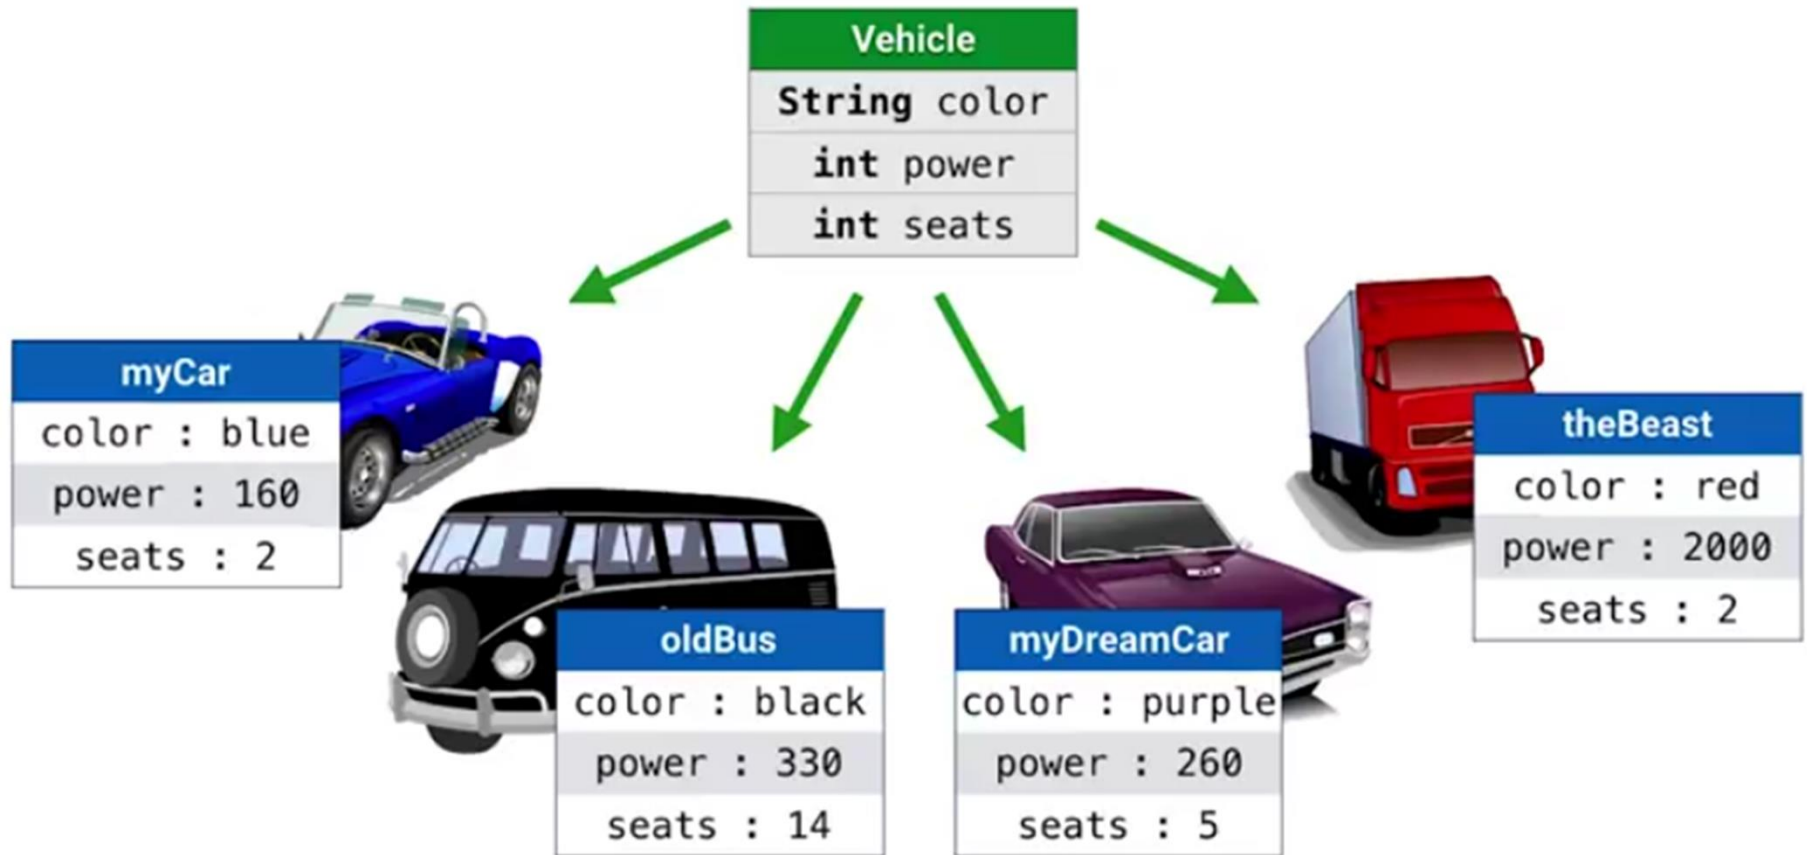 Vehicle
String color
int power
int seats
myCar
color : blue
power : 160
seats : 2
oldBus
color : black
power : 330
seats : 14
myDreamCar
color : purple
power : 260
seats : 5
theBeast
color : red
power : 2000
seats : 2